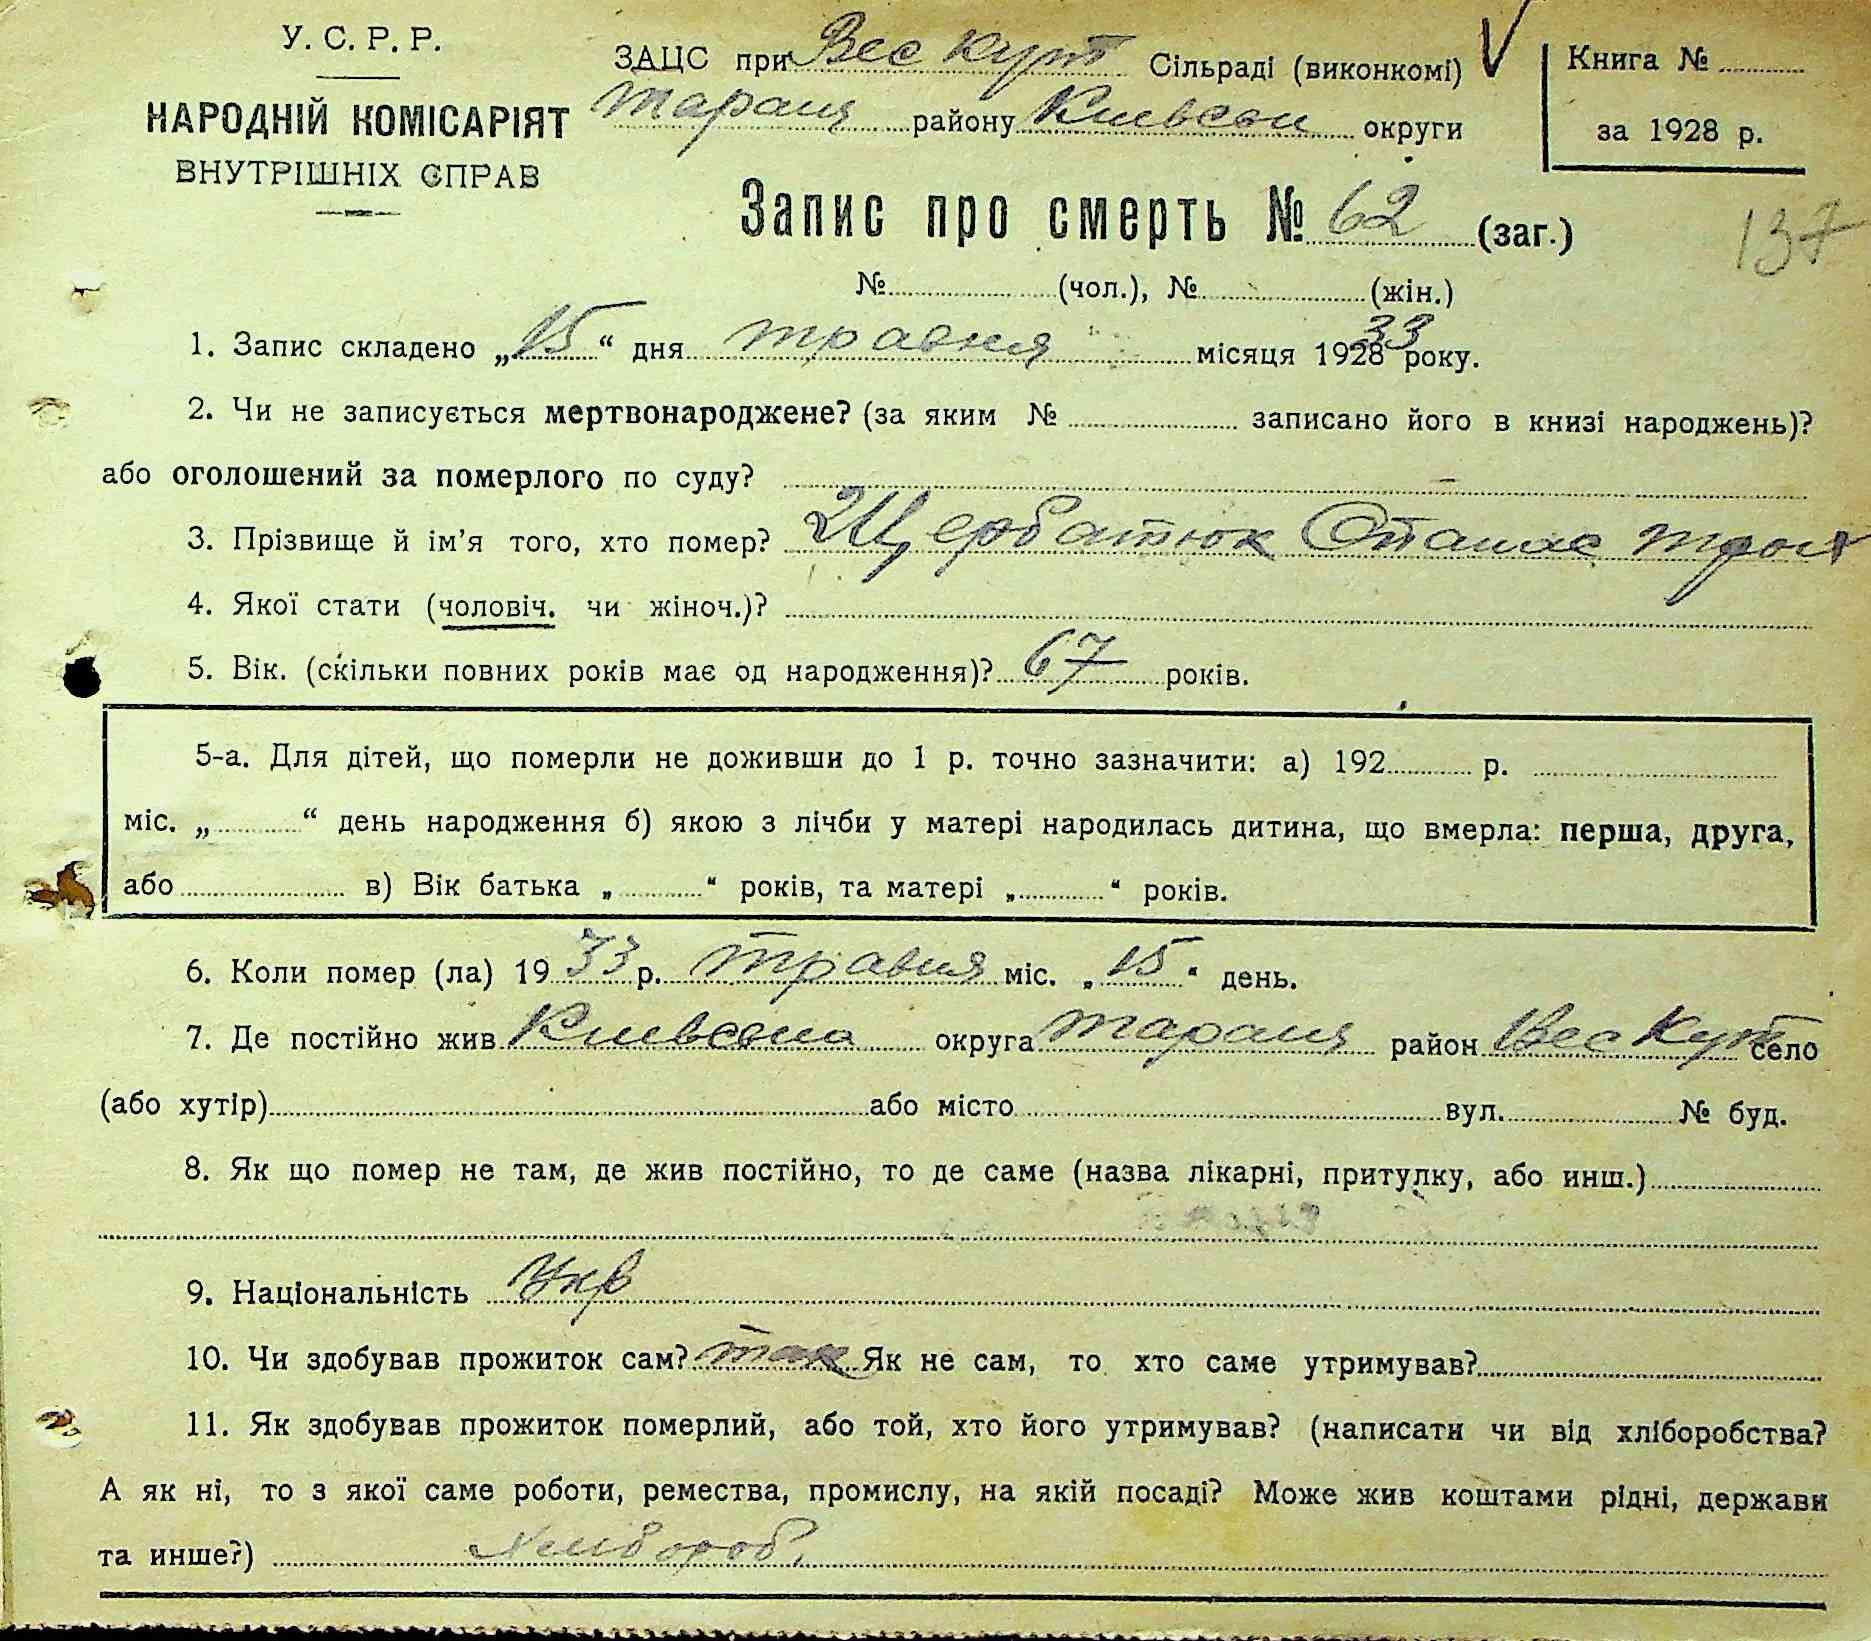 У. С. Р. Р.
НАРОДНІЙ КОМІСАРІЯТ
ВНУТРІШНІХ СПРАВ
ЗАЦС при Вес Кут Сільраді (виконкомі)
Таращ району Київськ округи
Книга №
за 1928 р.
Запис про смерть № 62 (заг.)
137
№ (чол.), № (жін.)
1. Запис складено „15“ дня травня місяця 1928 33 року.
2. Чи не записується мертвонароджене? (за яким № записано його в книзі народжень)?
або оголошений за померлого по суду?
3. Прізвище й ім’я того, хто помер? Щербатюк Опанас Трох
4. Якої стати (чоловіч. чи жіноч.)?
5. Вік. (скільки повних років має од народження)? 67 років.
5-а. Для дітей, що померли не доживши до 1 р. точно зазначити: а) 192 р.
міс. „ “ день народження б) якою з лічби у матері народилась дитина, що вмерла: перша, друга,
або в) Вік батька „ “ років, та матері „ “ років.
6. Коли помер (ла) 1933 р. травня міс. „15“ день.
7. Де постійно жив Київська округа Таращ район Вес Кут село
(або хутір) або місто вул. № буд.
8. Як що помер не там, де жив постійно, то де саме (назва лікарні, притулку, або инш.)
9. Національність Укр
10. Чи здобував прожиток сам? так Як не сам, то хто саме утримував?
11. Як здобував прожиток померлий, або той, хто його утримував? (написати чи від хліборобства?
А як ні, то з якої саме роботи, ремества, промислу, на якій посаді? Може жив коштами рідні, держави
та инше?) хлібороб.